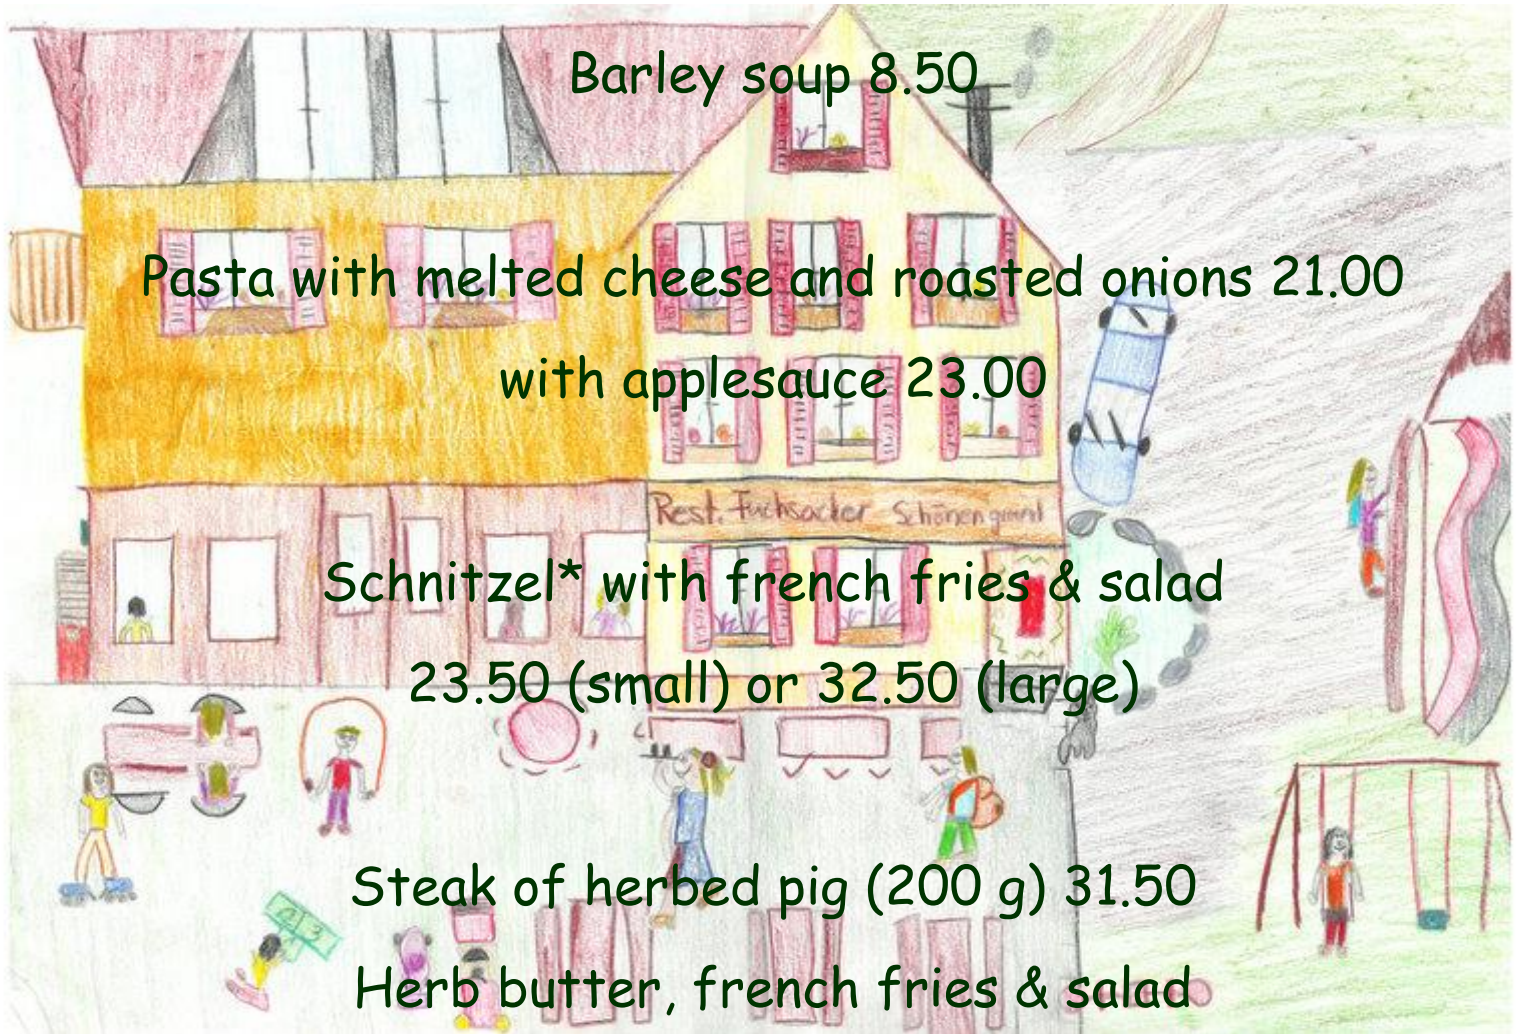 Barley soup 8.50
Pasta with melted cheese and roasted onions 21.00
with applesauce 23.00
Rest. Fuchsacker Schönengrund
Schnitzel* with french fries & salad
23.50 (small) or 32.50 (large)
Steak of herbed pig (200 g) 31.50
Herb butter, french fries & salad